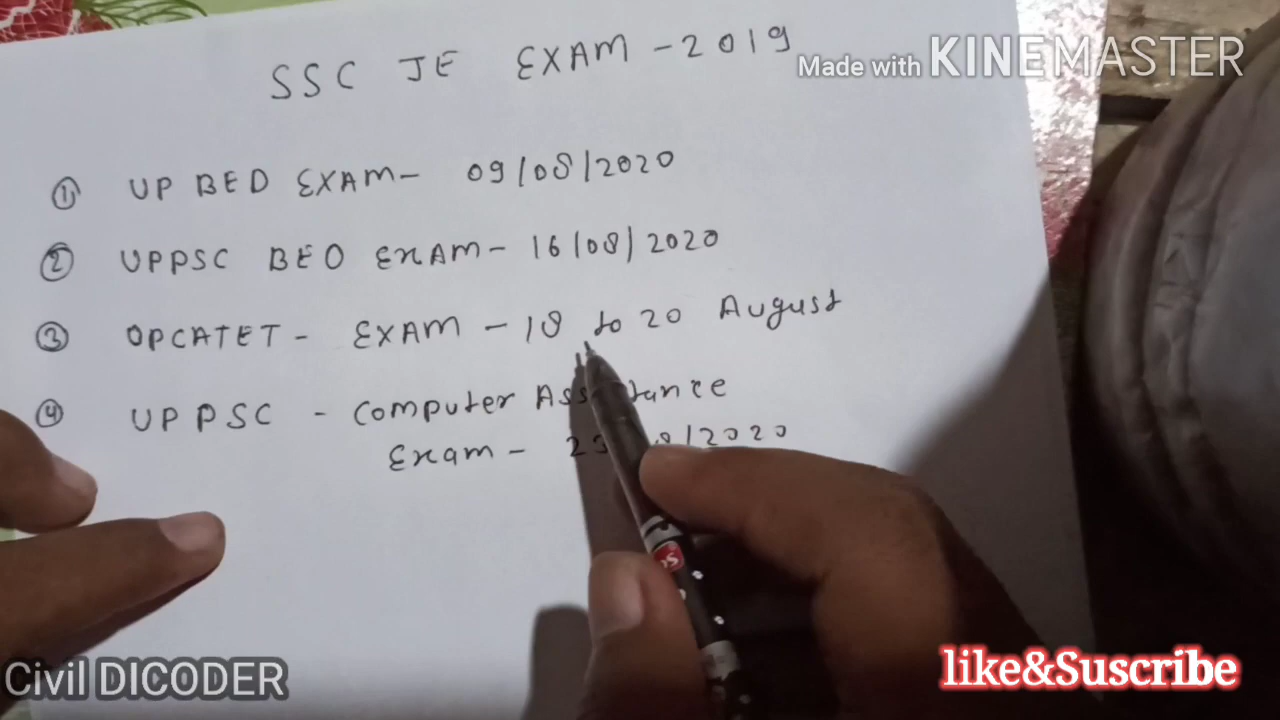 SSC JE EXAM - 2019
Made with KINEMASTER
① UP BED EXAM - 09/08/2020
② UPPSC BEO Exam - 16/08/2020
③ OPCATET - EXAM - 18 to 20 August
④ UPPSC - Computer
Exam - /2020
Civil DICODER
like&Suscribe